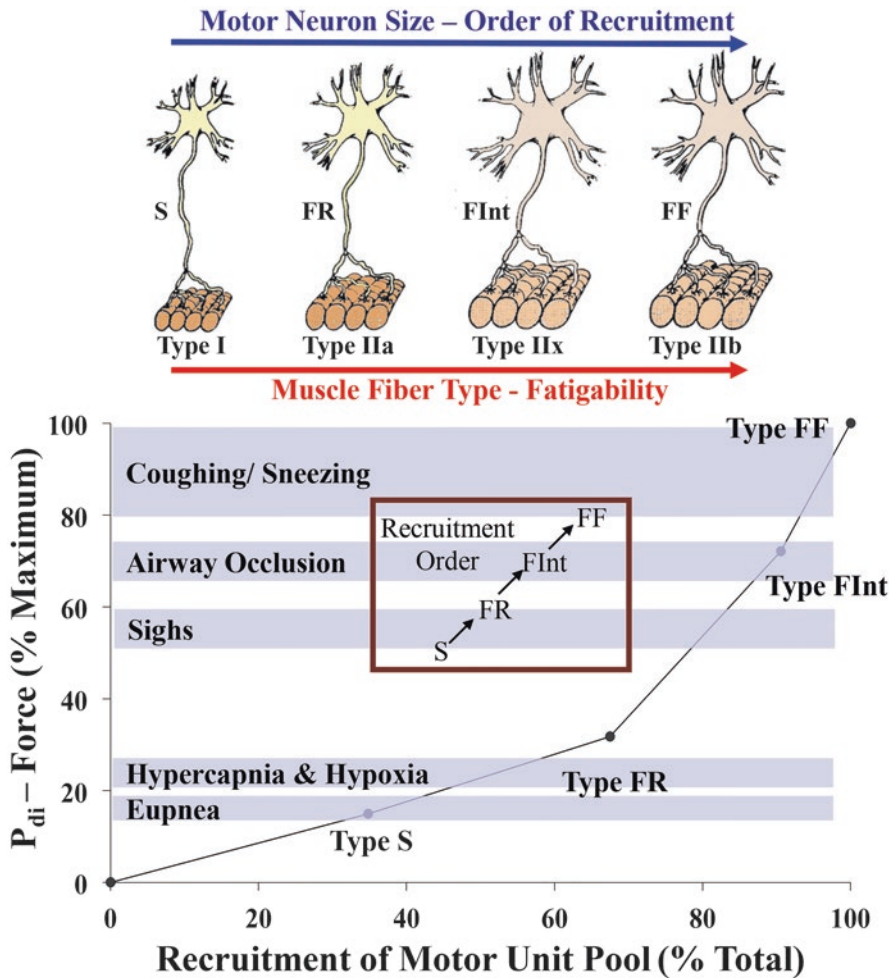 Motor Neuron Size – Order of Recruitment
S
FR
FInt
FF
Type I
Type IIa
Type IIx
Type IIb
Muscle Fiber Type - Fatigability
Pdi – Force (% Maximum)
100
80
60
40
20
0
Coughing/ Sneezing
Airway Occlusion
Sighs
Hypercapnia & Hypoxia
Eupnea
Recruitment
Order
S
FR
FInt
FF
Type FF
Type FInt
Type FR
Type S
0
20
40
60
80
100
Recruitment of Motor Unit Pool (% Total)